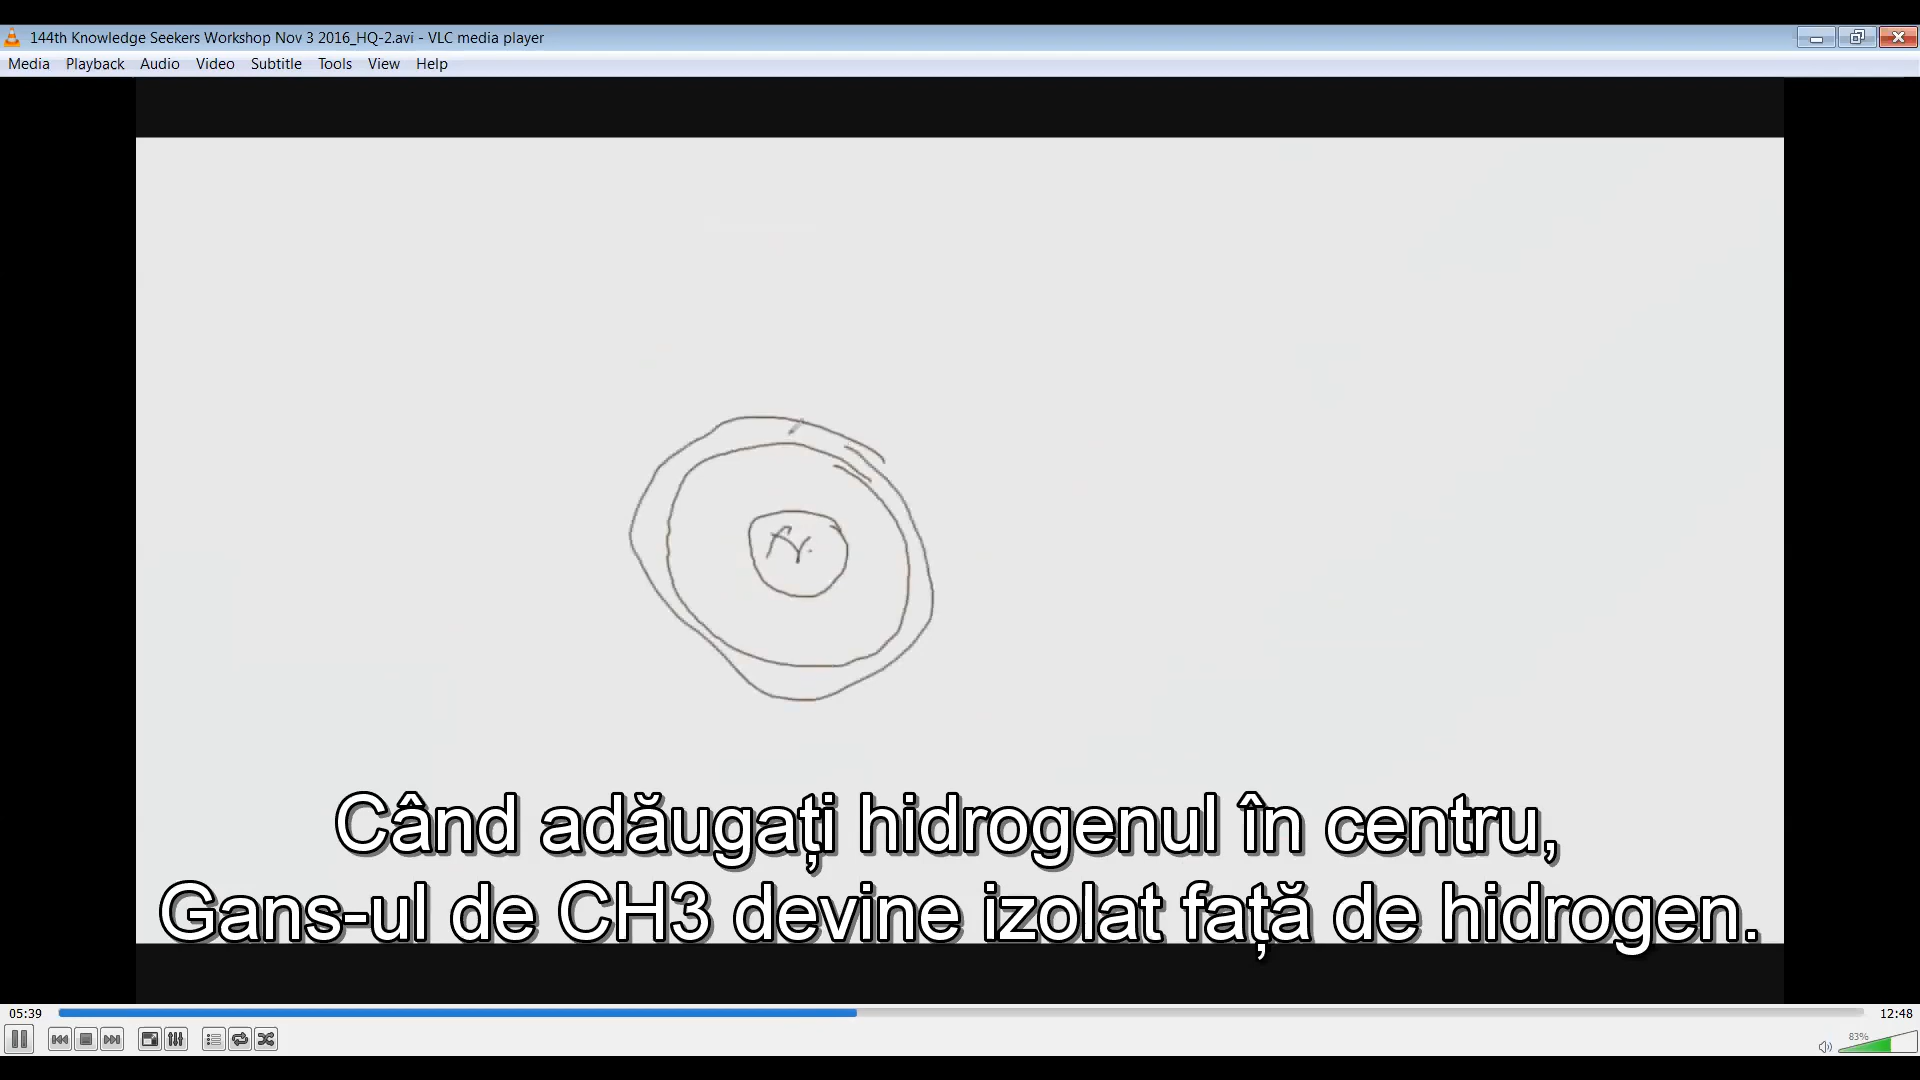 144th Knowledge Seekers Workshop Nov 3 2016_HQ-2.avi - VLC media player
Media Playback Audio Video Subtitle Tools View Help
Când adăugați hidrogenul în centru,
Gans-ul de CH3 devine izolat față de hidrogen.
05:39 12:48
83%